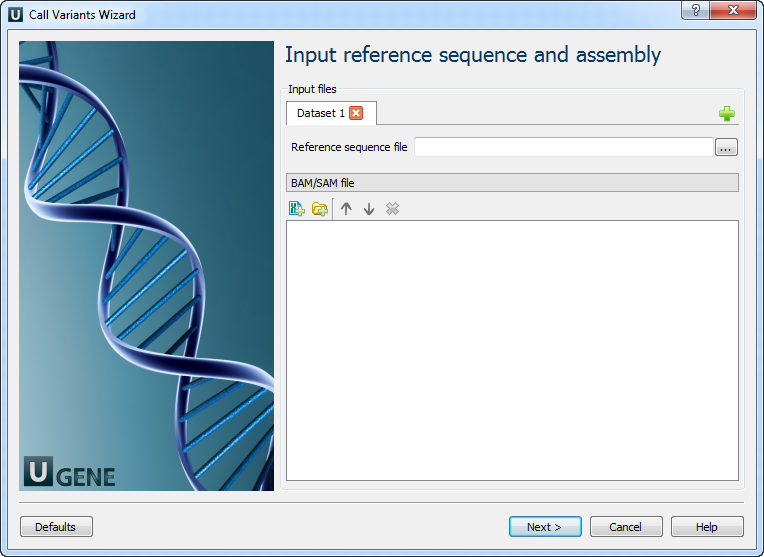 U Call Variants Wizard
?
Input reference sequence and assembly
Input files
Dataset 1
Reference sequence file
...
BAM/SAM file
U GENE
Defaults
Next >
Cancel
Help